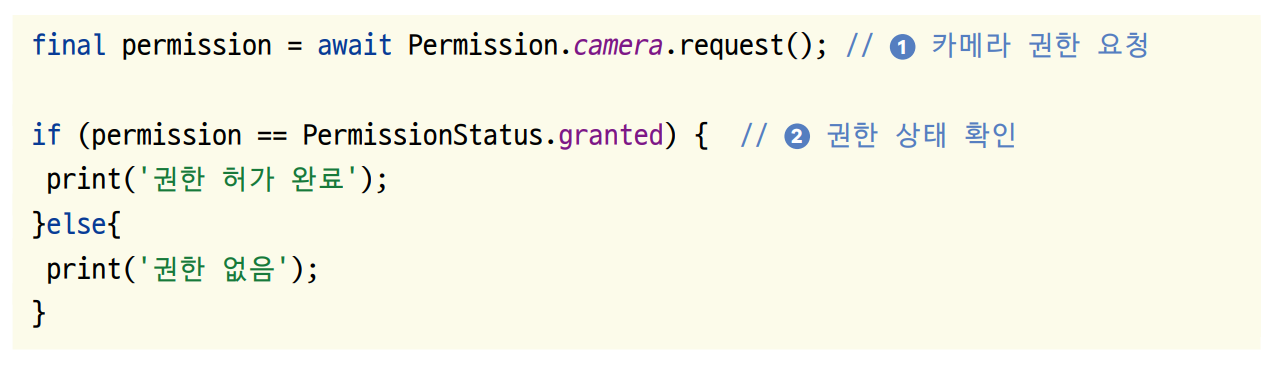 final permission = await Permission.camera.request(); // ❶ 카메라 권한 요청
if (permission == PermissionStatus.granted) {  // ❷ 권한 상태 확인
 print('권한 허가 완료');
}else{
 print('권한 없음');
}